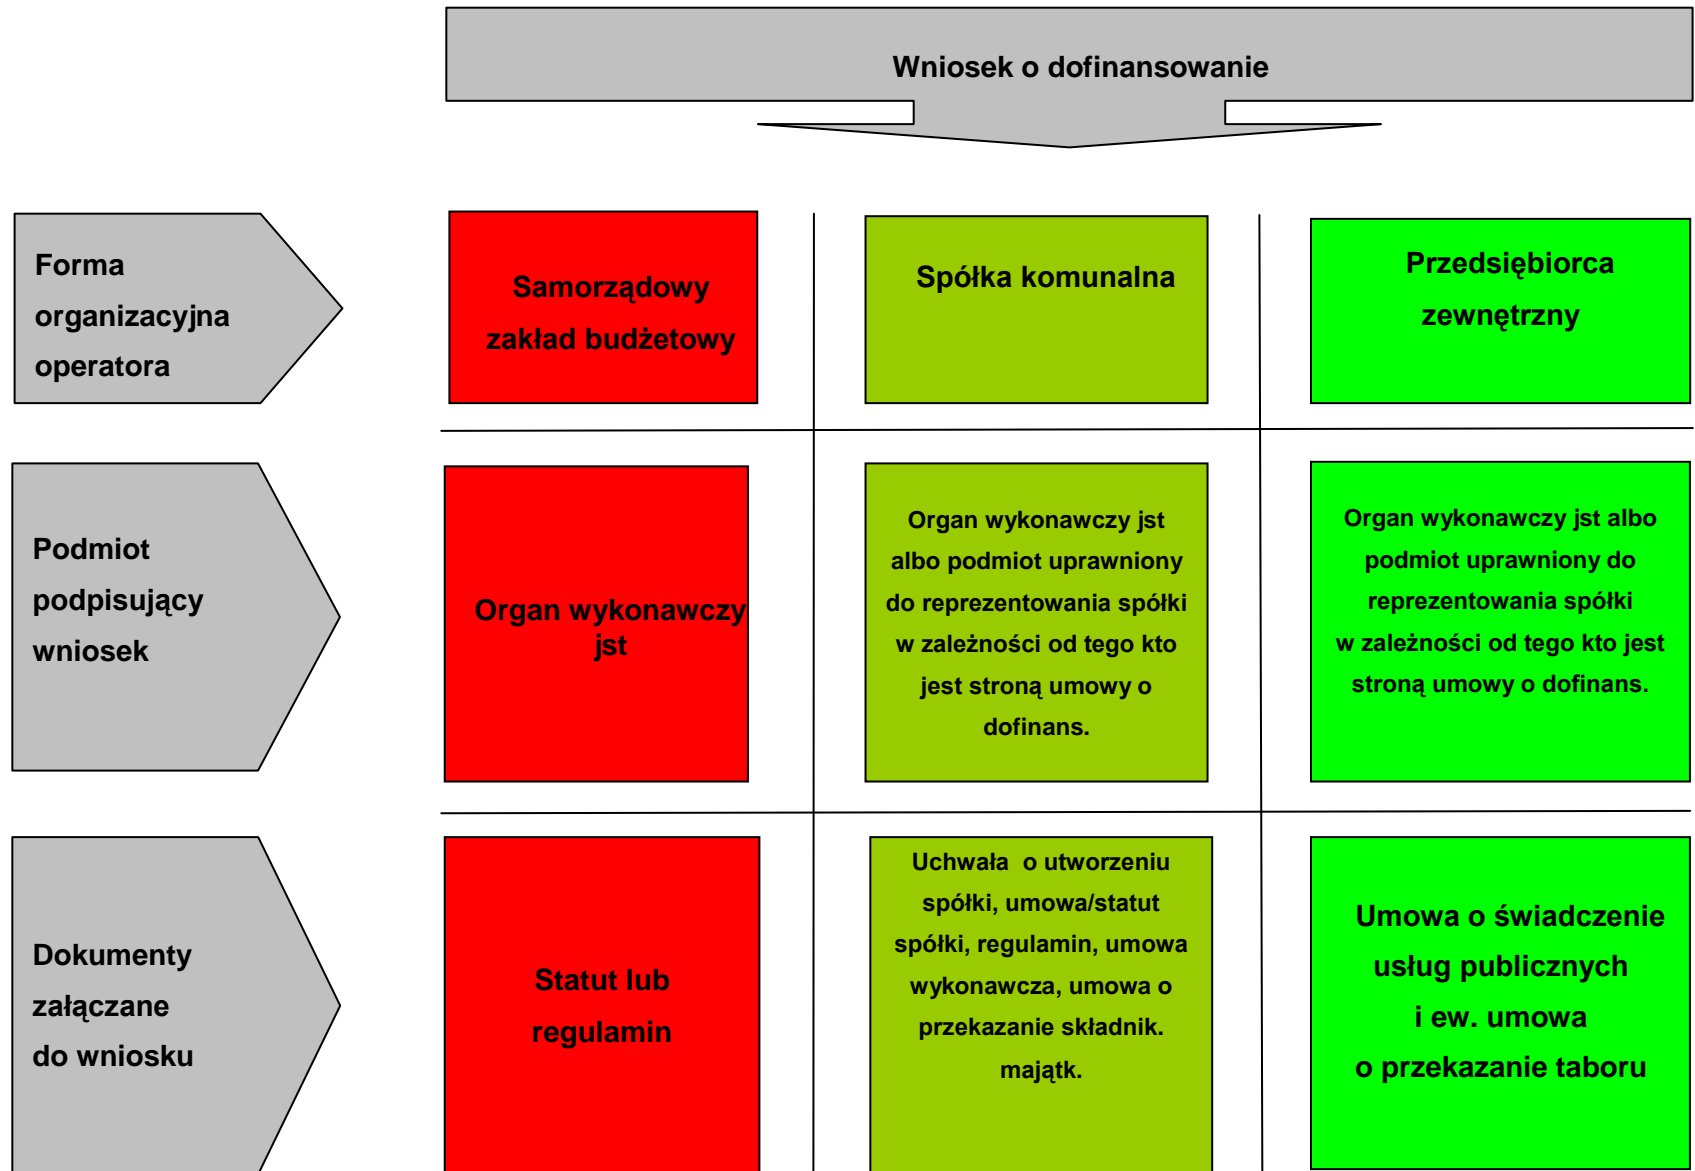 Wniosek o dofinansowanie
Forma
organizacyjna
operatora
Samorządowy
zakład budżetowy
Spółka komunalna
Przedsiębiorca
zewnętrzny
Podmiot
podpisujący
wniosek
Organ wykonawczy
jst
Organ wykonawczy jst
albo podmiot uprawniony
do reprezentowania spółki
w zależności od tego kto
jest stroną umowy o
dofinans.
Organ wykonawczy jst albo
podmiot uprawniony do
reprezentowania spółki
w zależności od tego kto jest
stroną umowy o dofinans.
Dokumenty
załączane
do wniosku
Statut lub
regulamin
Uchwała o utworzeniu
spółki, umowa/statut
spółki, regulamin, umowa
wykonawcza, umowa o
przekazanie składnik.
majątk.
Umowa o świadczenie
usług publicznych
i ew. umowa
o przekazanie taboru